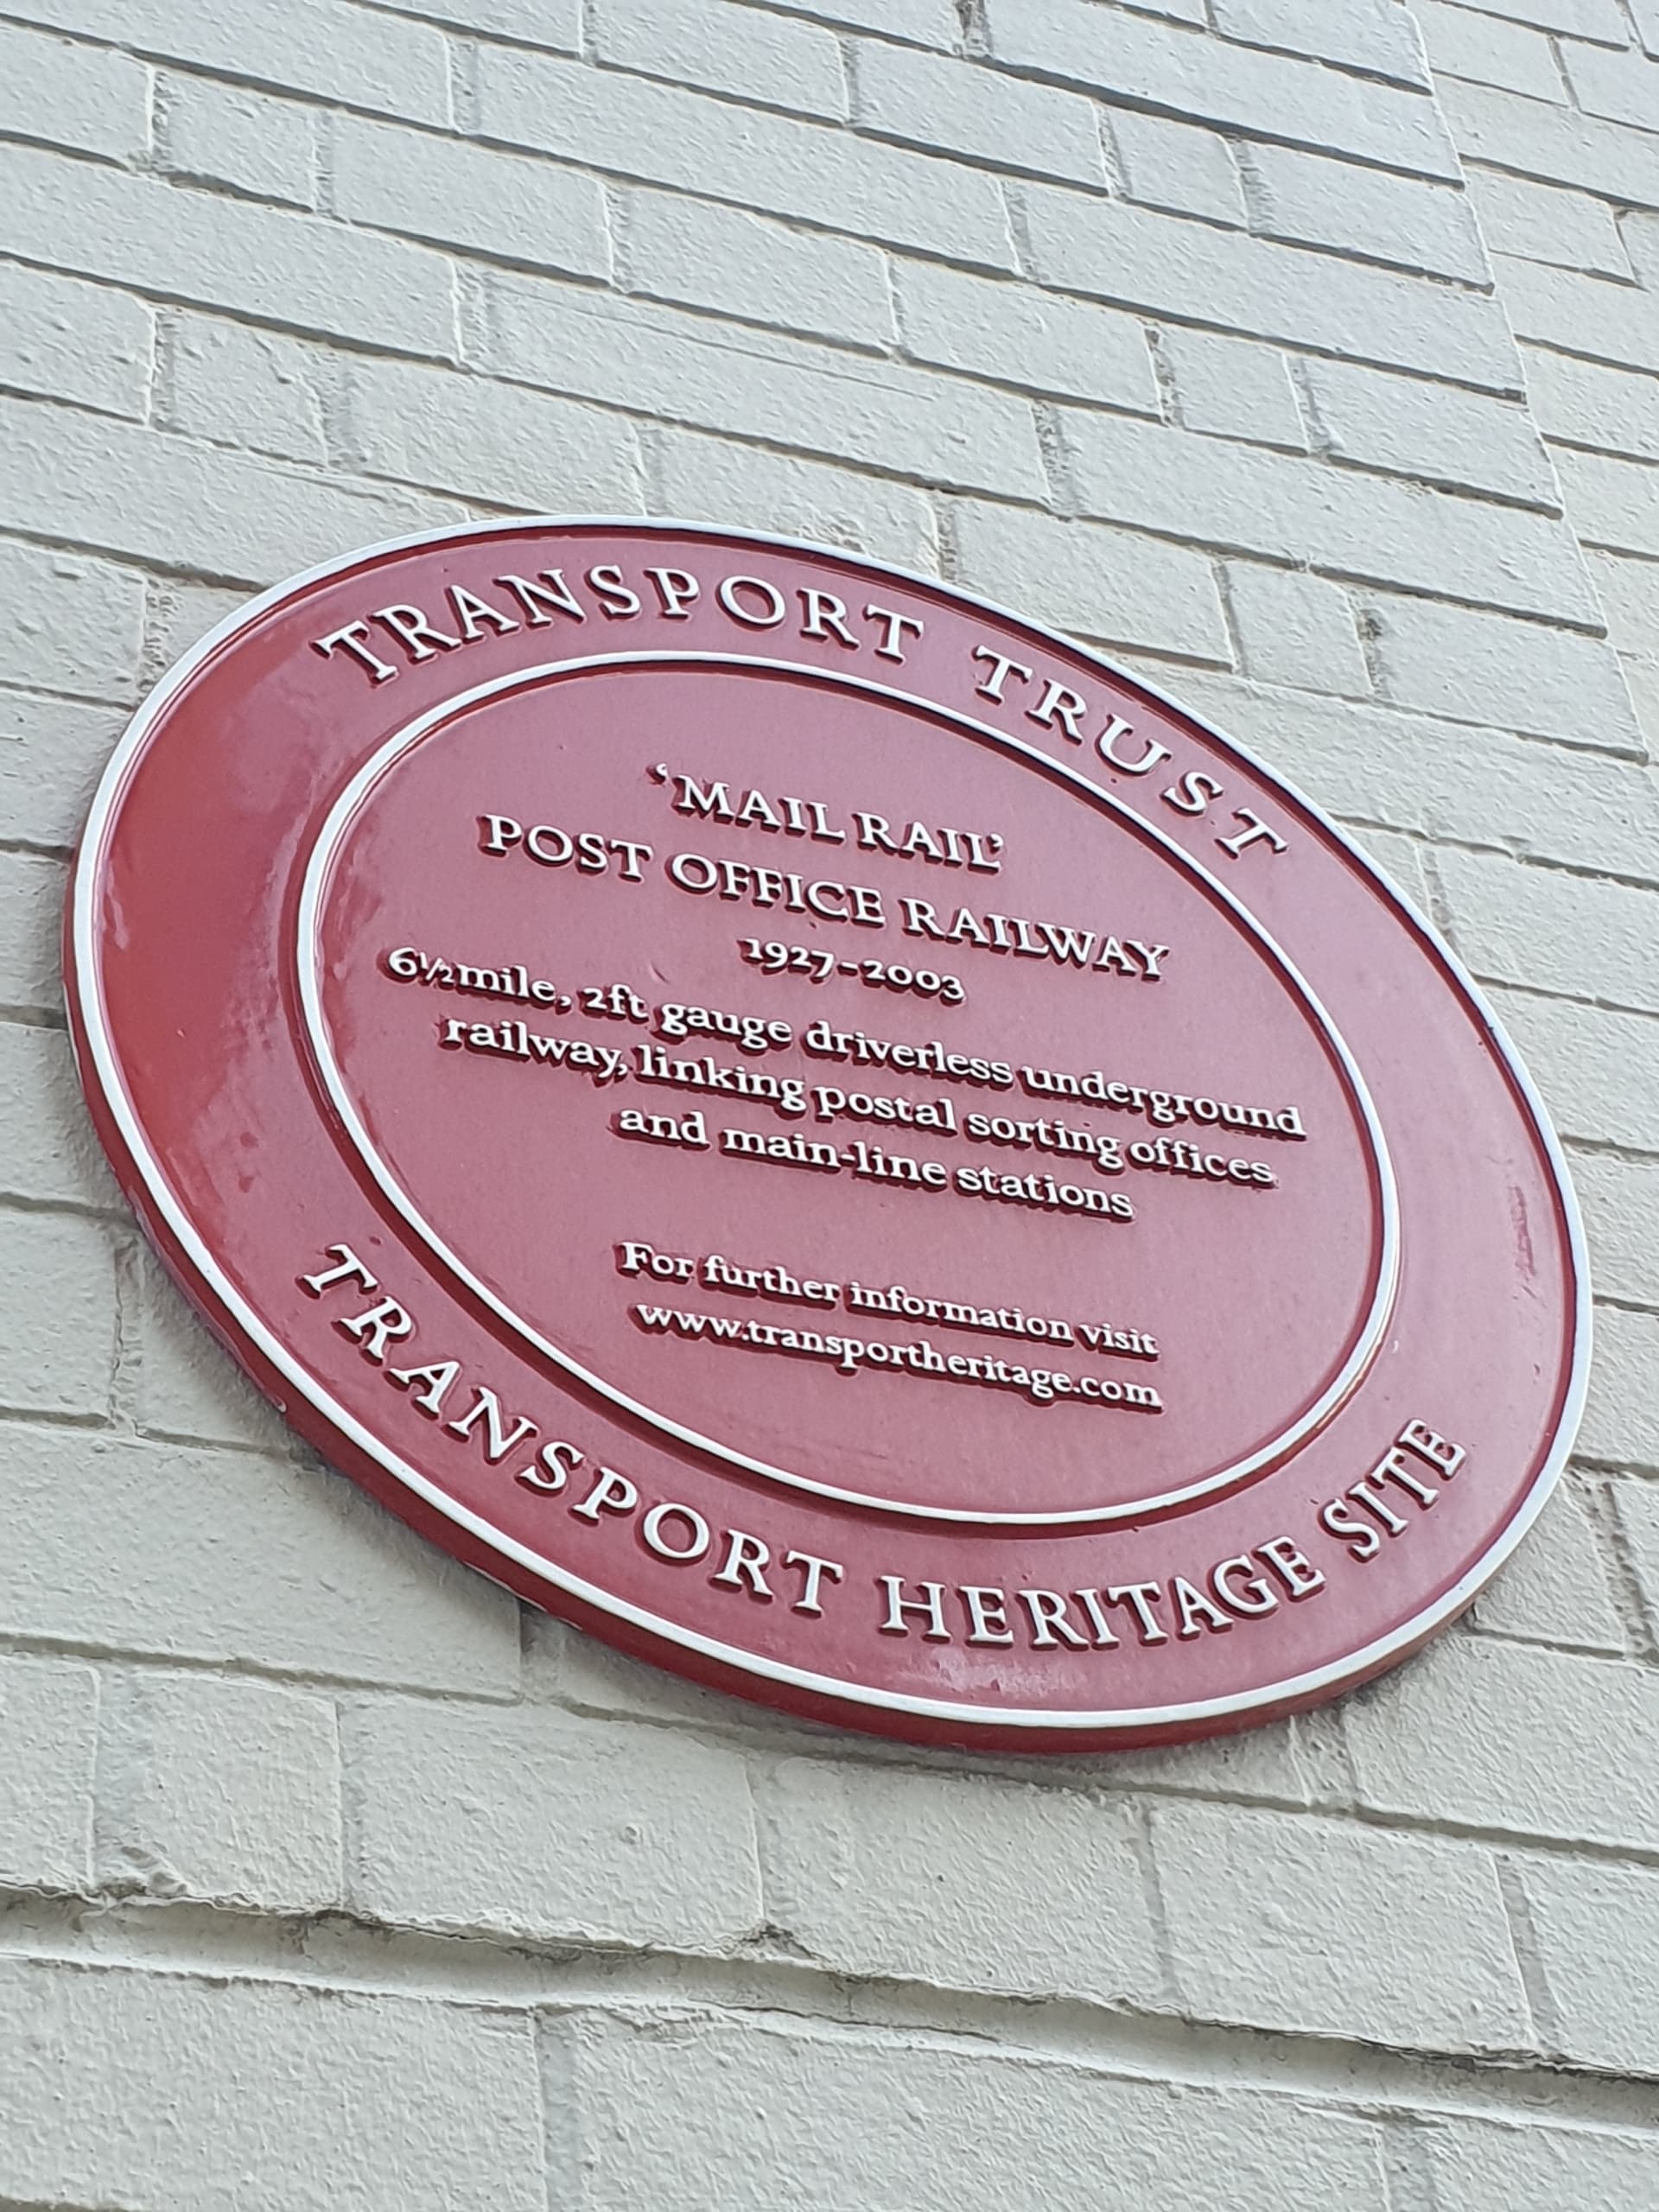 TRANSPORT TRUST
‘MAIL RAIL’
POST OFFICE RAILWAY
1927-2003
6½mile, 2ft gauge driverless underground
railway, linking postal sorting offices
and main-line stations
For further information visit
www.transportheritage.com
TRANSPORT HERITAGE SITE